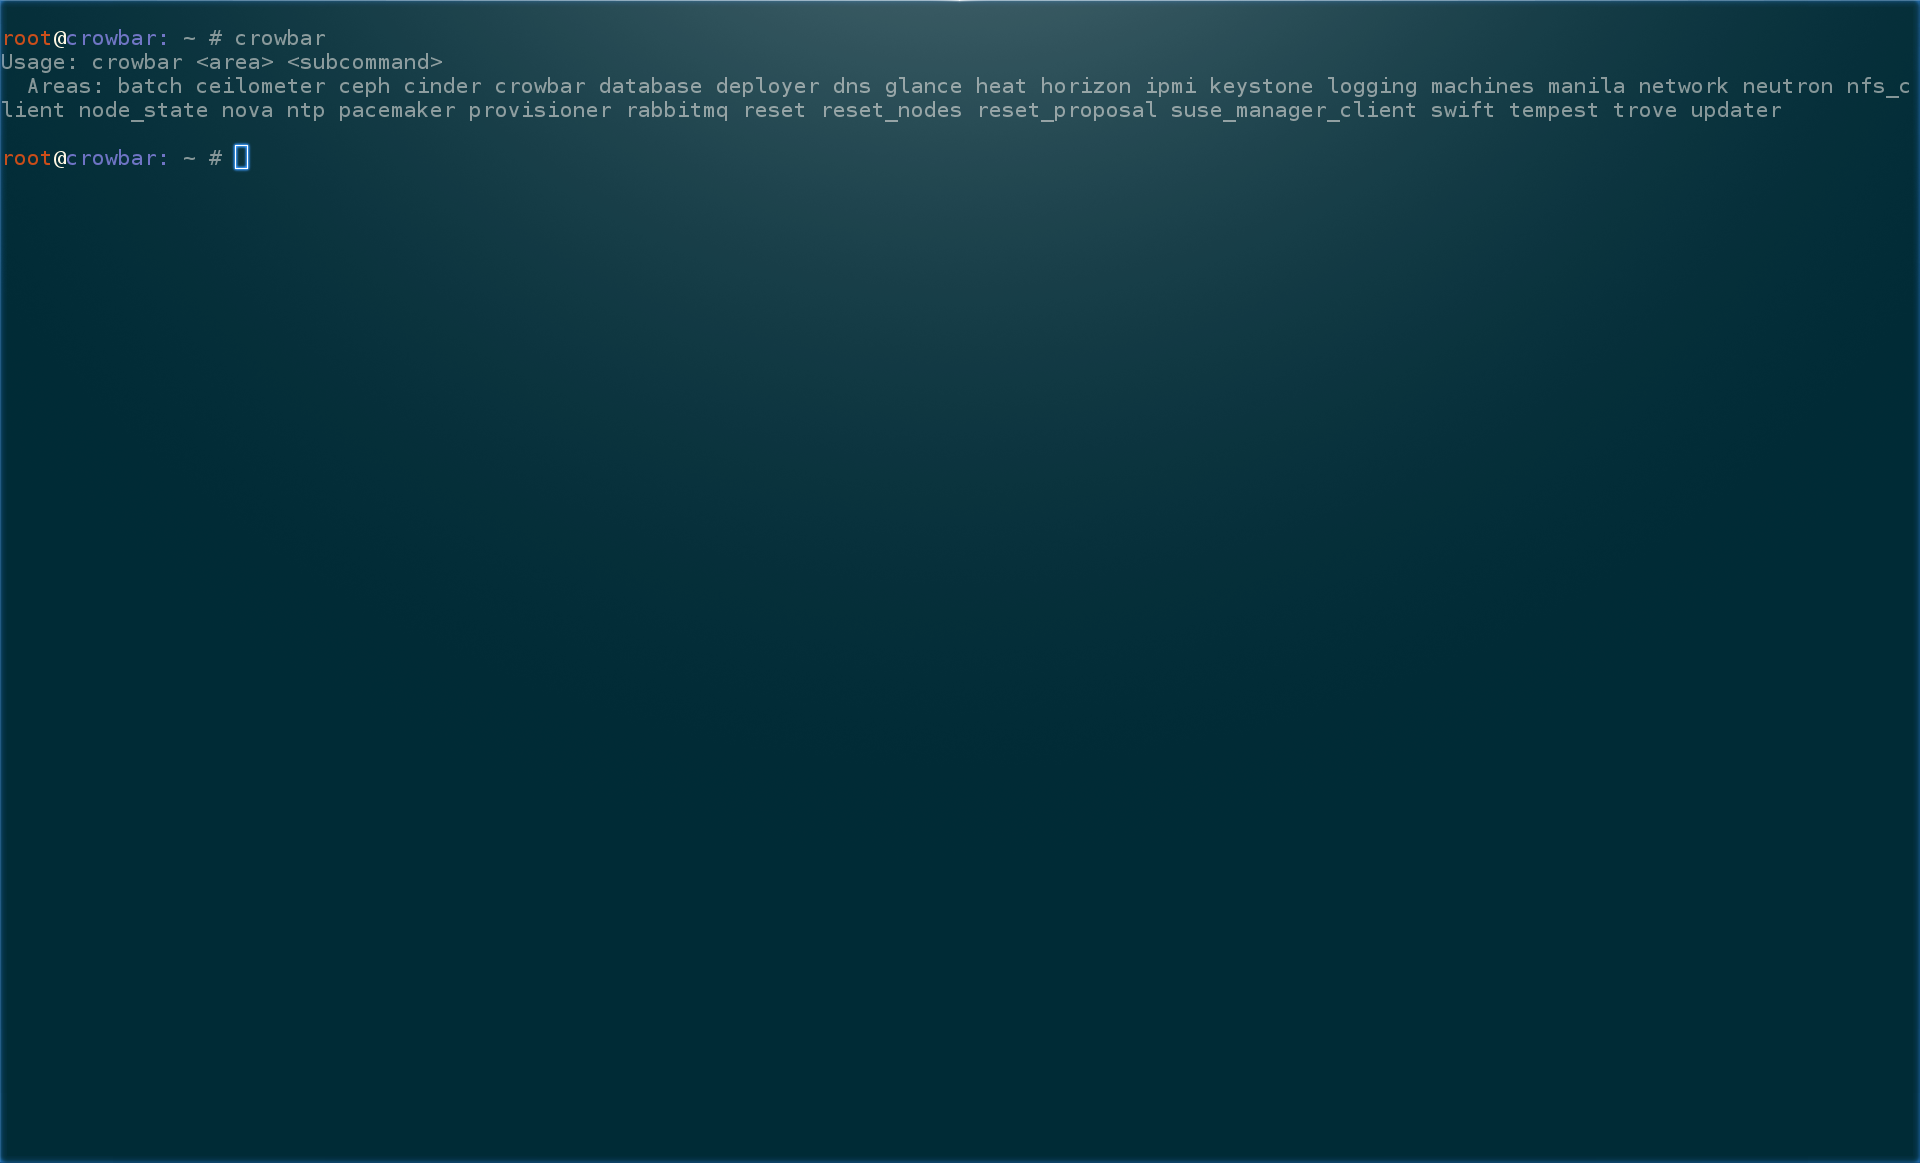 root@crowbar: ~ # crowbar
Usage: crowbar <area> <subcommand>
  Areas: batch ceilometer ceph cinder crowbar database deployer dns glance heat horizon ipmi keystone logging machines manila network neutron nfs_c
lient node_state nova ntp pacemaker provisioner rabbitmq reset reset_nodes reset_proposal suse_manager_client swift tempest trove updater
root@crowbar: ~ #